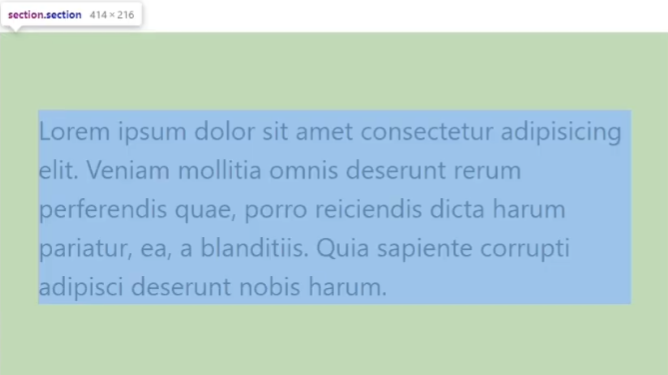 section.section 414 × 216
Lorem ipsum dolor sit amet consectetur adipisicing
elit. Veniam mollitia omnis deserunt rerum
perferendis quae, porro reiciendis dicta harum
pariatur, ea, a blanditiis. Quia sapiente corrupti
adipisci deserunt nobis harum.